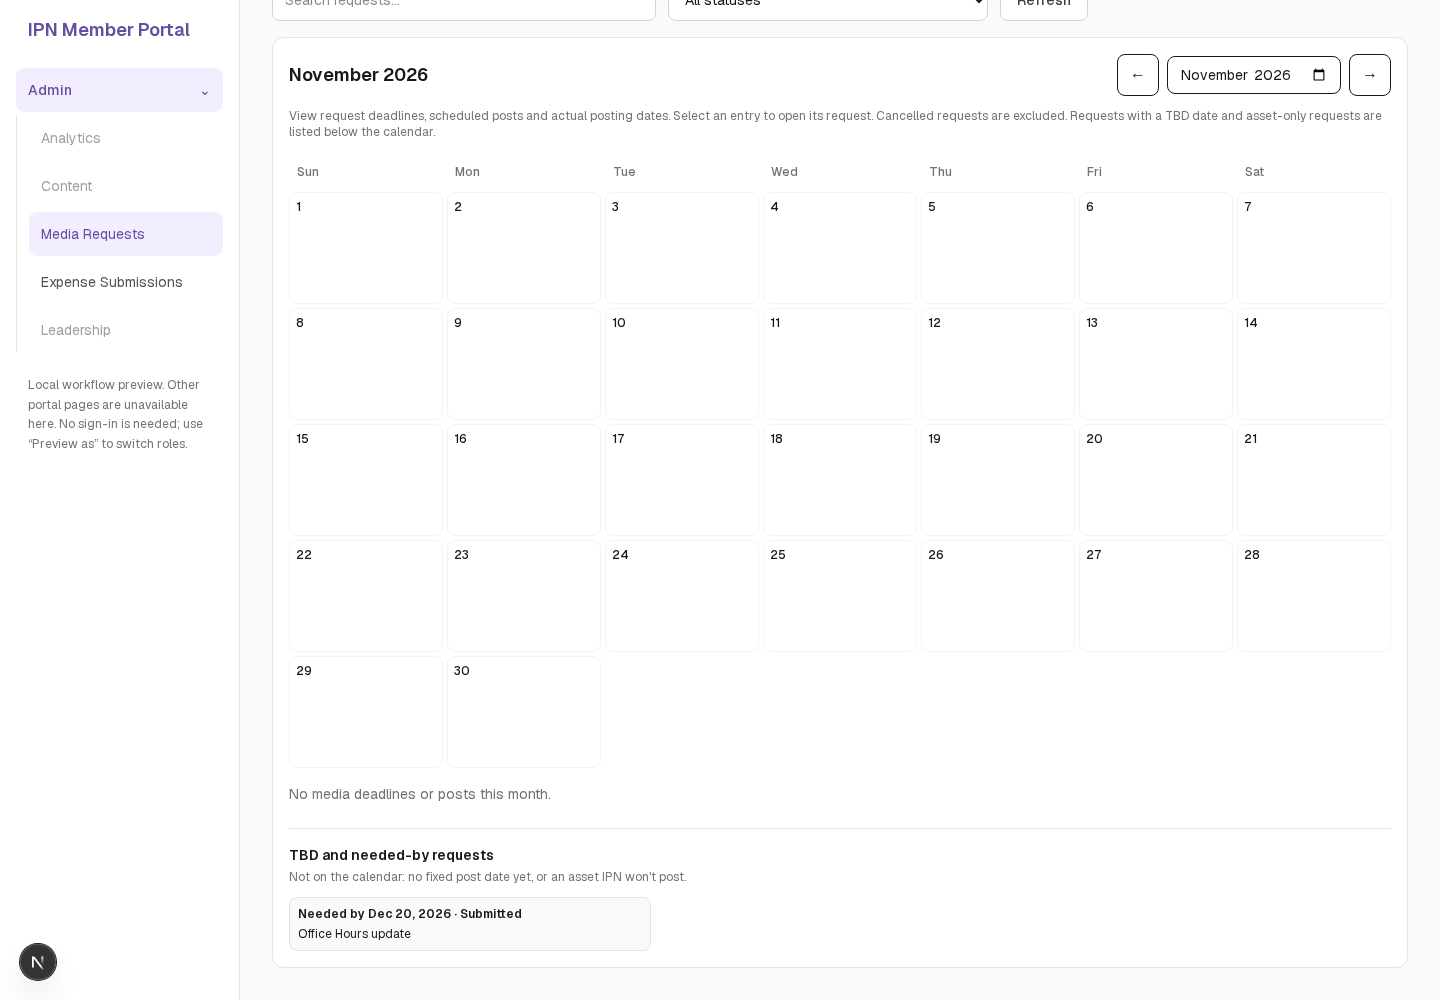 Search requests...
All statuses
Refresh
IPN Member Portal
Admin
Analytics
Content
Media Requests
Expense Submissions
Leadership
Local workflow preview. Other
portal pages are unavailable
here. No sign-in is needed; use
“Preview as” to switch roles.
November 2026
←
November 2026
→
View request deadlines, scheduled posts and actual posting dates. Select an entry to open its request. Cancelled requests are excluded. Requests with a TBD date and asset-only requests are
listed below the calendar.
Sun Mon Tue Wed Thu Fri Sat
1 2 3 4 5 6 7
8 9 10 11 12 13 14
15 16 17 18 19 20 21
22 23 24 25 26 27 28
29 30
No media deadlines or posts this month.
TBD and needed-by requests
Not on the calendar: no fixed post date yet, or an asset IPN won't post.
Needed by Dec 20, 2026 · Submitted
Office Hours update
N